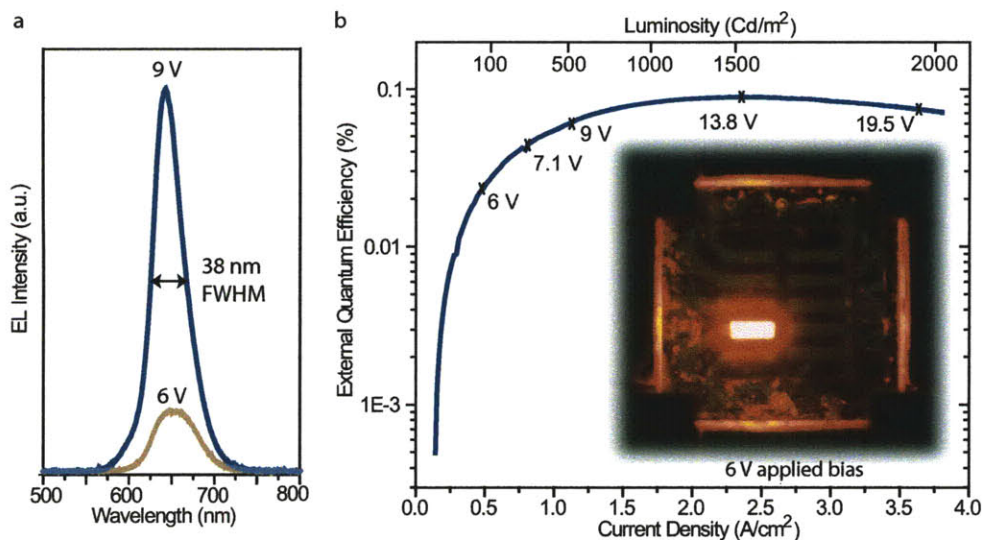 a
9 V
38 nm
FWHM
6 V
EL Intensity (a.u.)
500 600 700 800
Wavelength (nm)
b
Luminosity (Cd/m²)
100 500 1000 1500 2000
0.1
0.01
1E-3
External Quantum Efficiency (%)
6 V
7.1 V
9 V
13.8 V
19.5 V
6 V applied bias
0.0 0.5 1.0 1.5 2.0 2.5 3.0 3.5 4.0
Current Density (A/cm²)